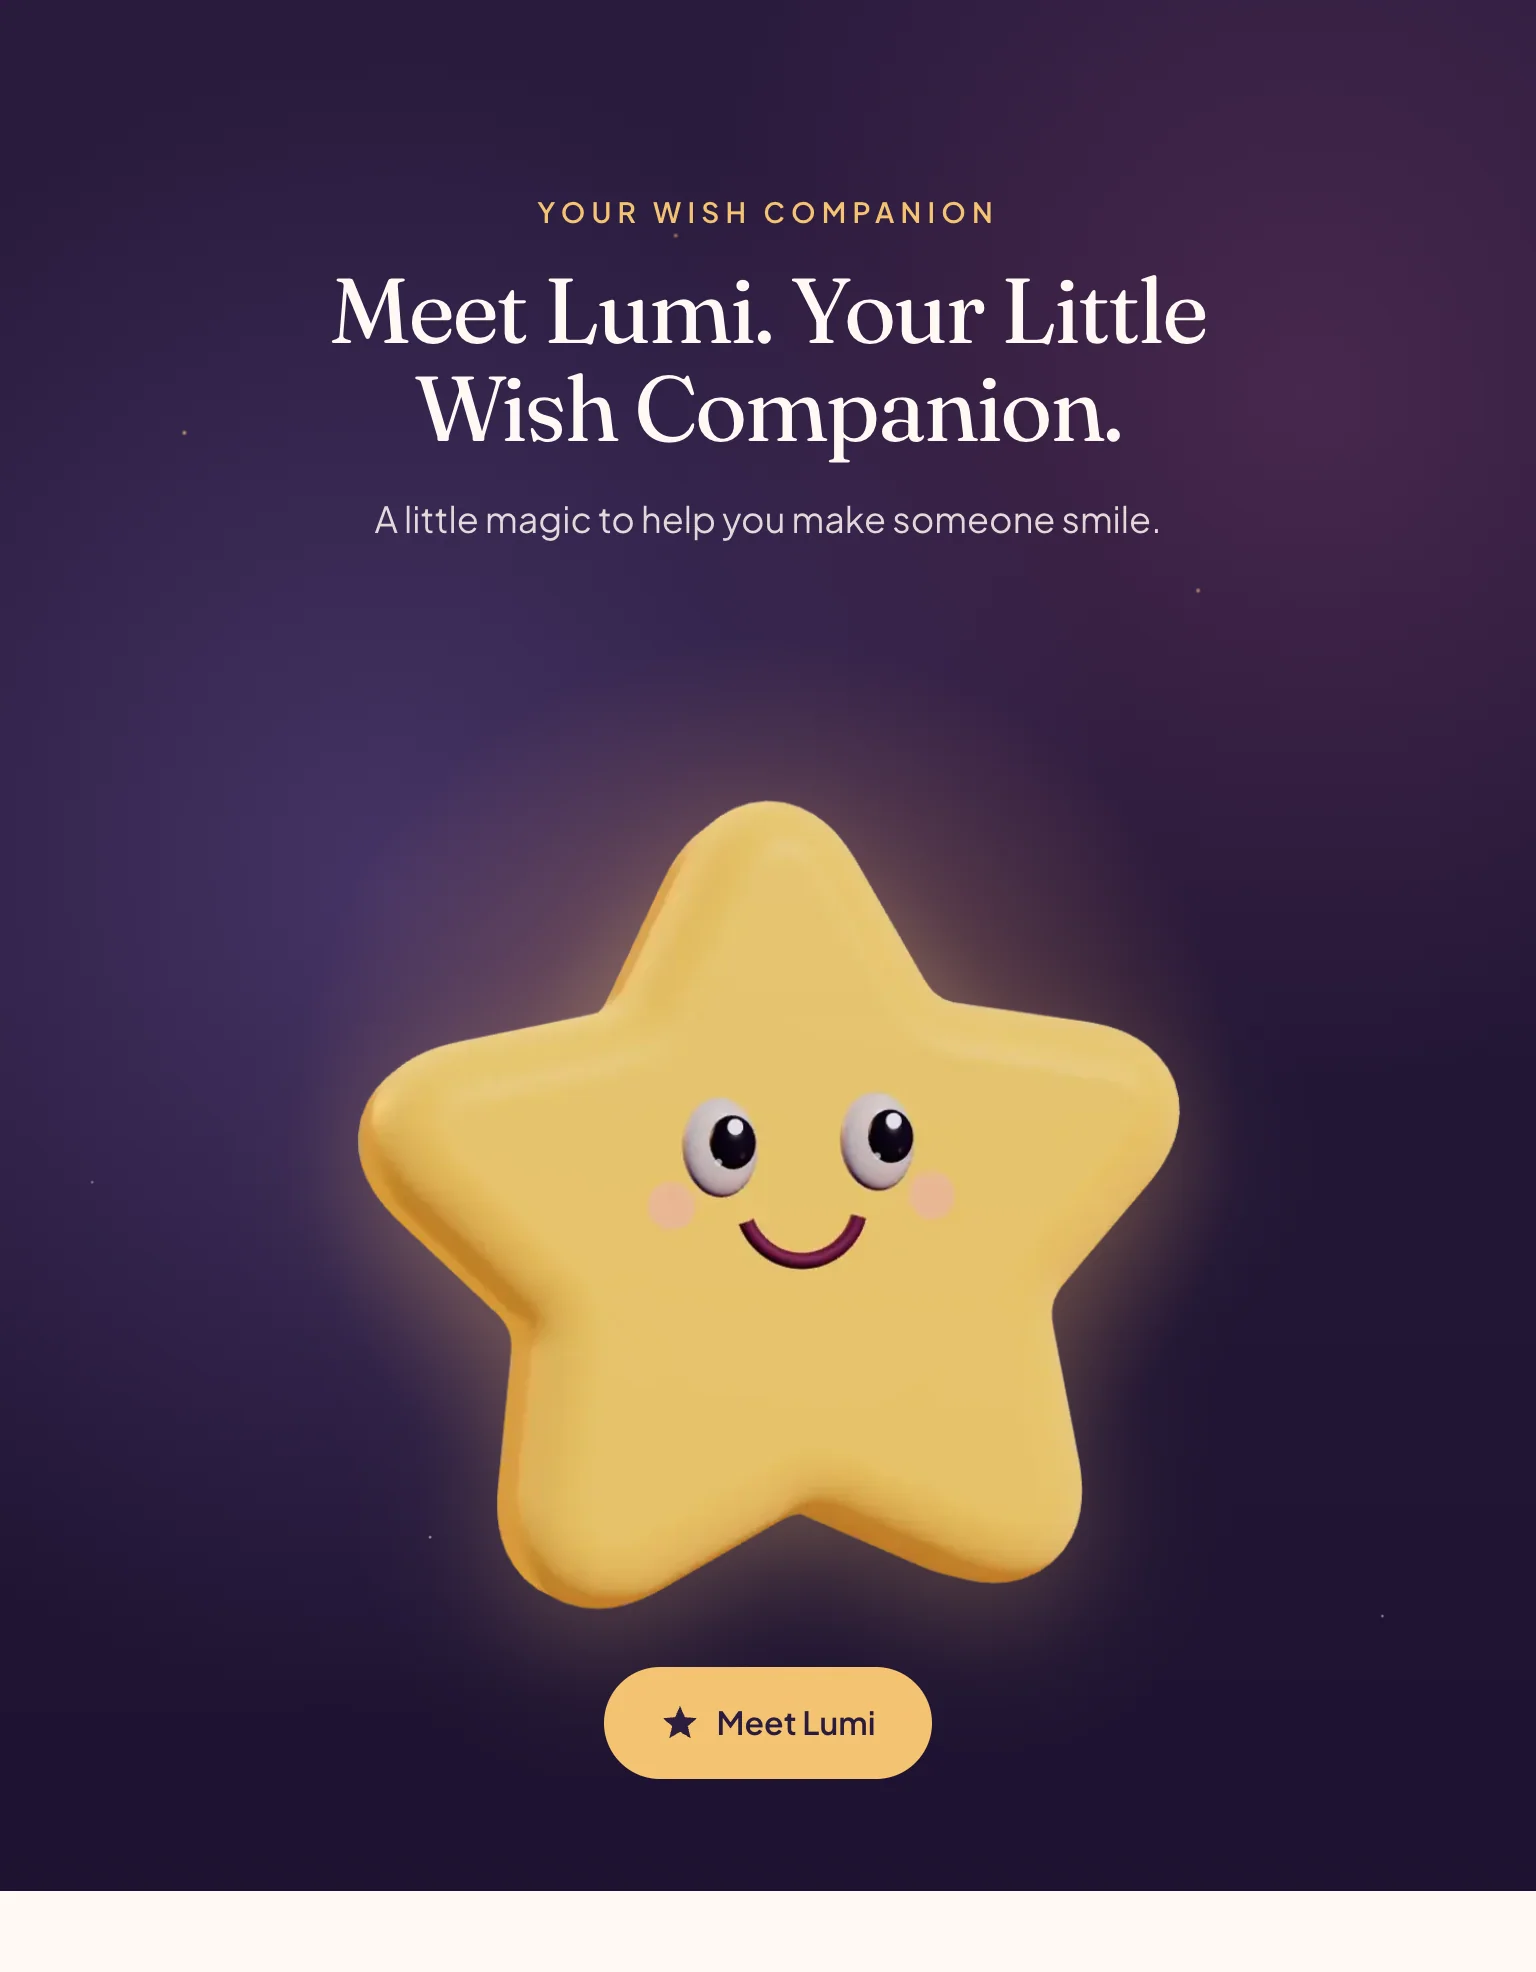 YOUR WISH COMPANION
Meet Lumi. Your Little
Wish Companion.
A little magic to help you make someone smile.
Meet Lumi